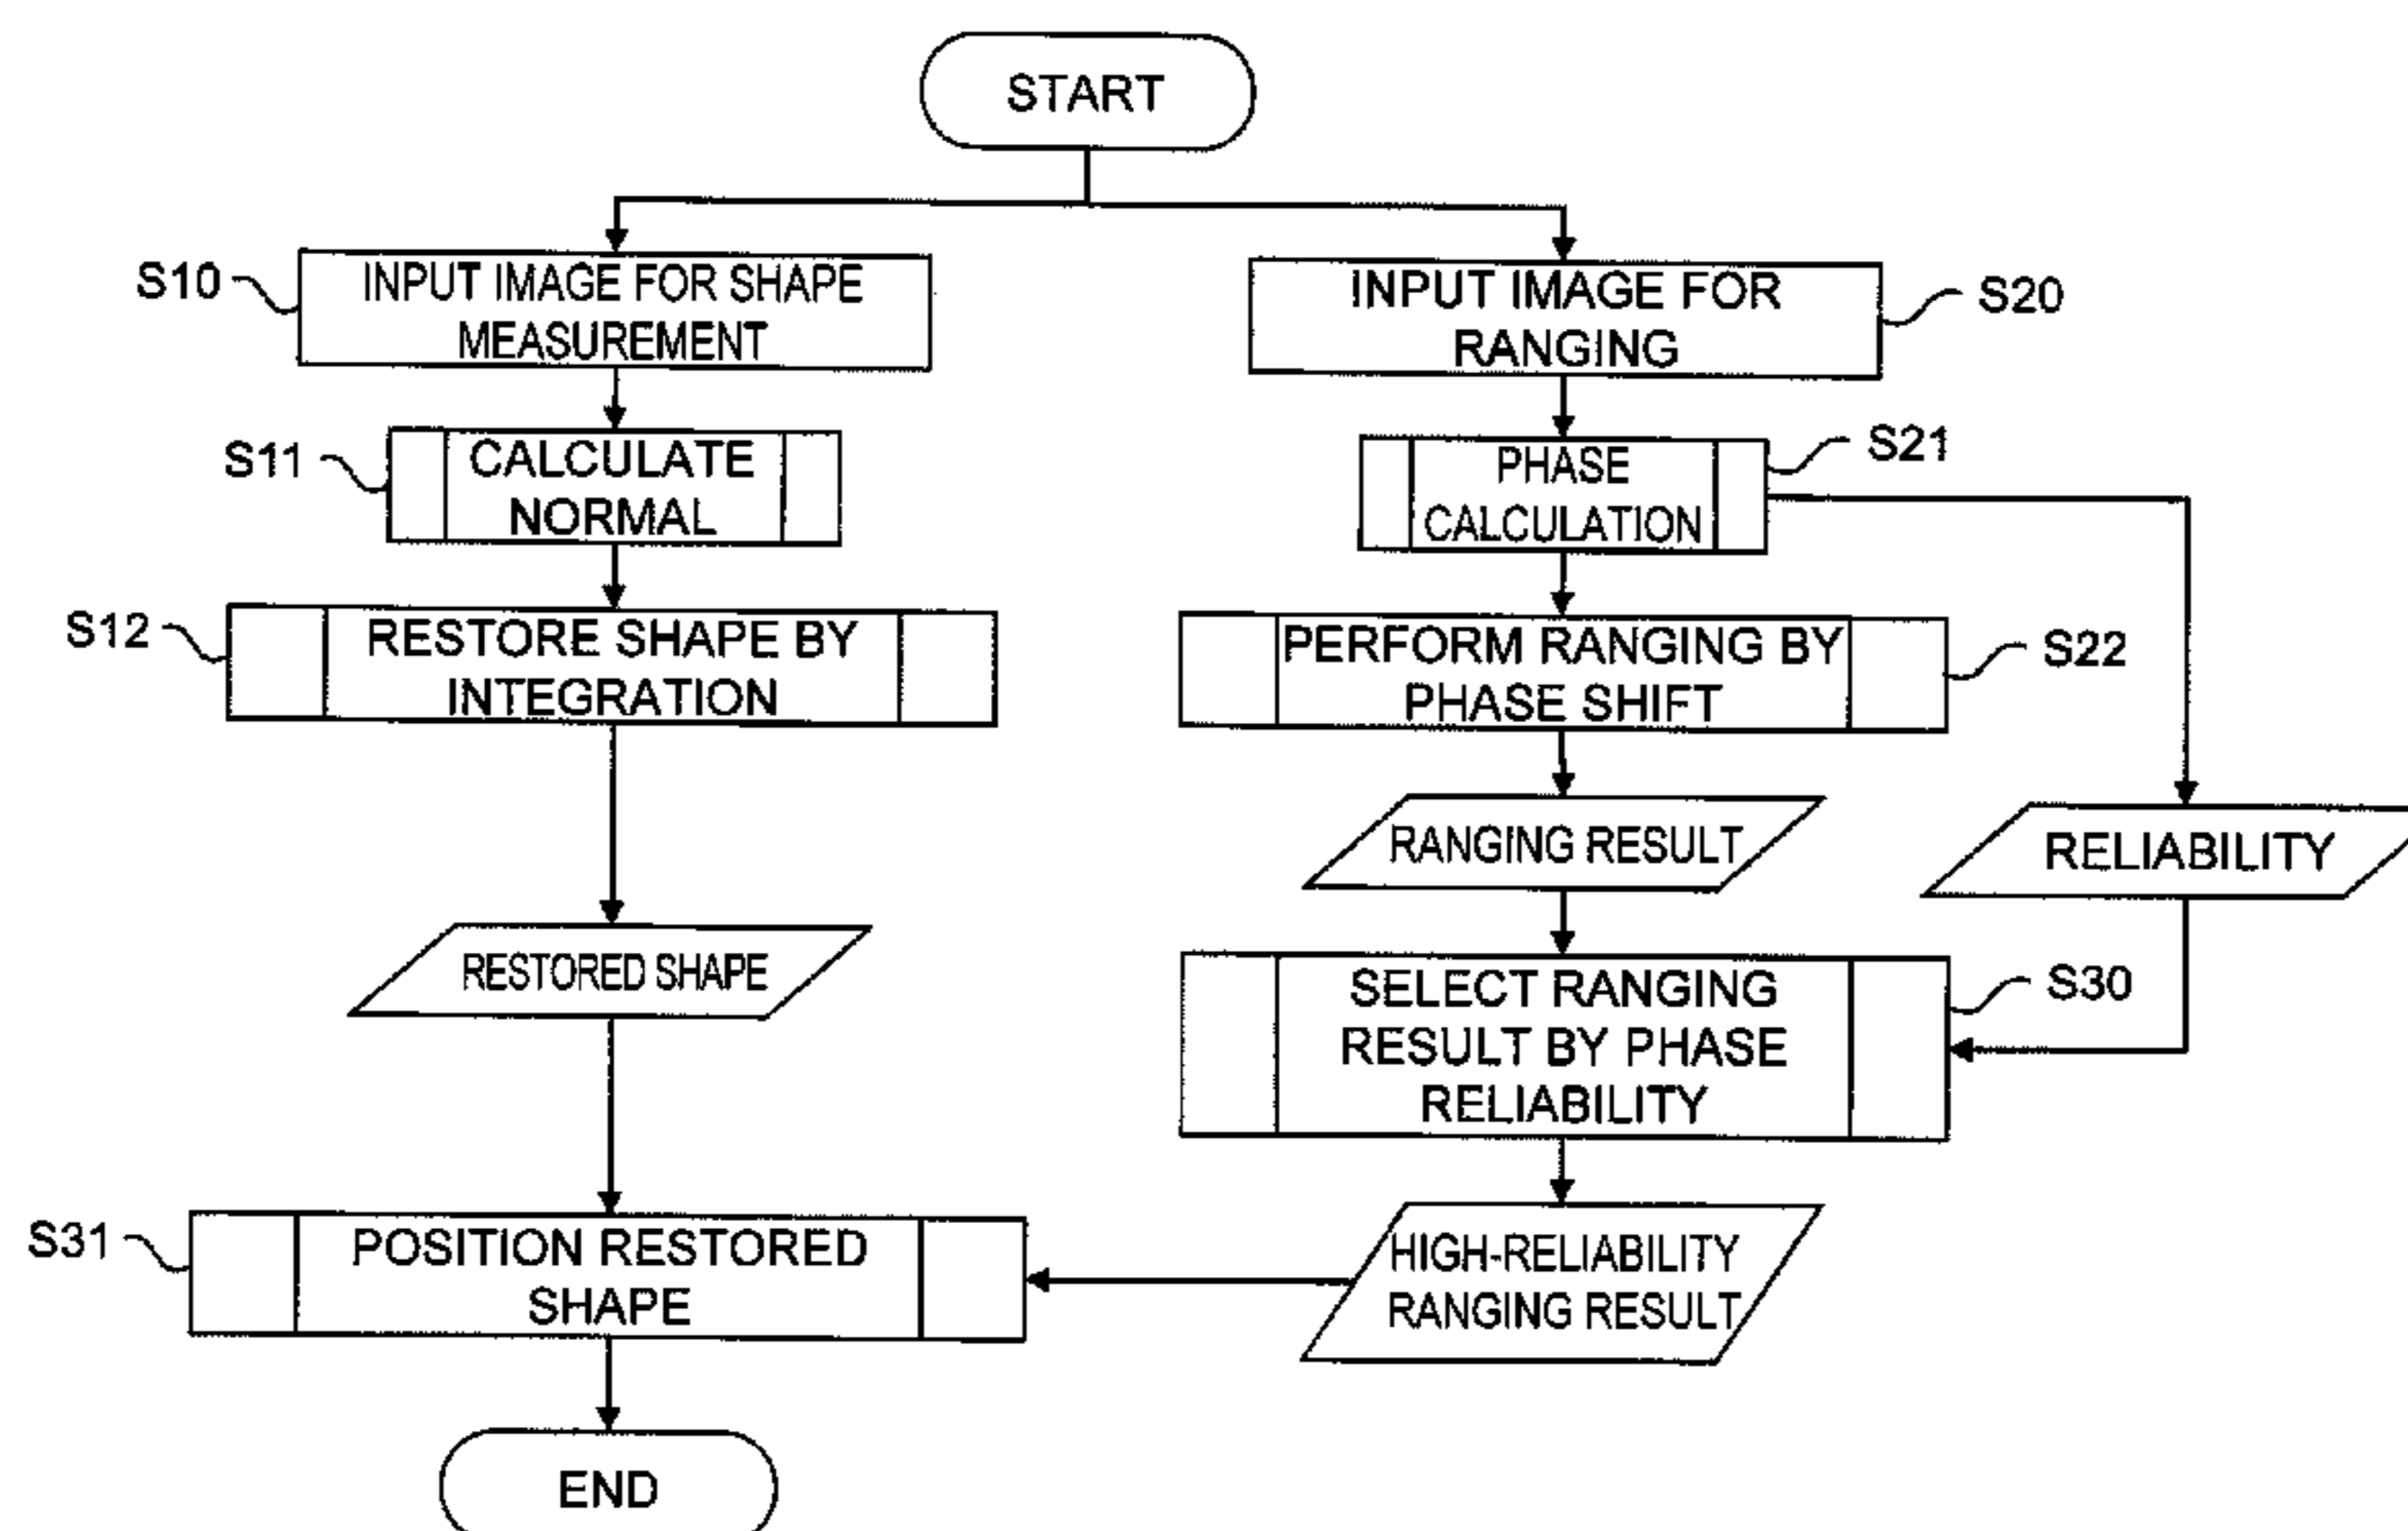 START
S10
INPUT IMAGE FOR SHAPE
MEASUREMENT
INPUT IMAGE FOR
RANGING
S20
S11
CALCULATE
NORMAL
PHASE
CALCULATION
S21
S12
RESTORE SHAPE BY
INTEGRATION
PERFORM RANGING BY
PHASE SHIFT
S22
RANGING RESULT
RELIABILITY
RESTORED SHAPE
SELECT RANGING
RESULT BY PHASE
RELIABILITY
S30
S31
POSITION RESTORED
SHAPE
HIGH-RELIABILITY
RANGING RESULT
END